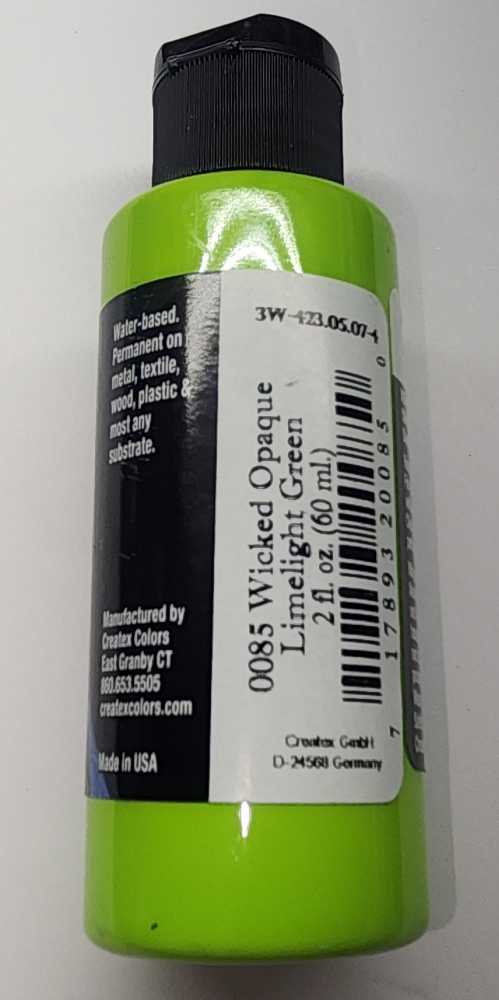 Water-based.
Permanent on
metal, textile,
wood, plastic &
most any
substrate.
Manufactured by
Createx Colors
East Granby CT
860.653.5505
createxcolors.com
Made in USA
3W-423.05.07-4
0085 Wicked Opaque
Limelight Green
2 fl. oz. (60 ml.)
7 17893 20085 0
Createx GmbH
D-24568 Germany